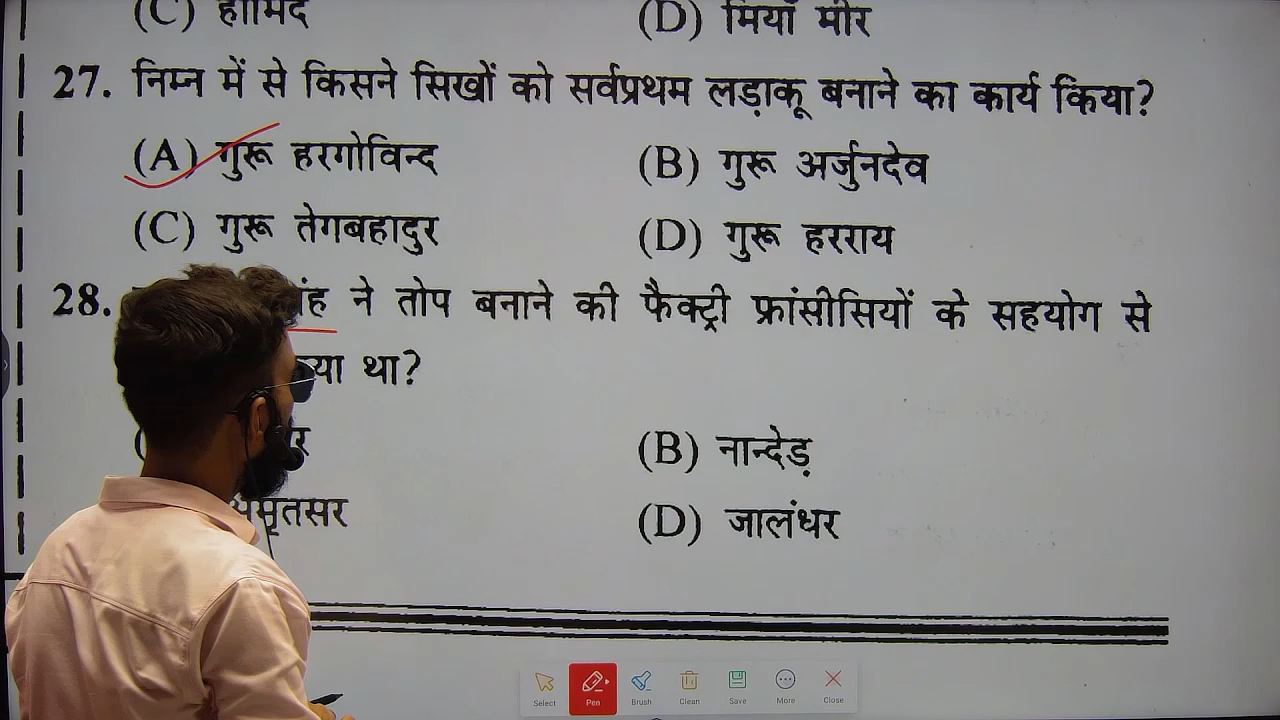 (C) हामिद (D) मियाँ मीर
27. निम्न में से किसने सिखों को सर्वप्रथम लड़ाकू बनाने का कार्य किया?
(A) गुरू हरगोविन्द (B) गुरू अर्जुनदेव
(C) गुरू तेगबहादुर (D) गुरू हरराय
28. ने तोप बनाने की फैक्ट्री फ्रांसीसियों के सहयोग से
था?
(B) नान्देड़
अमृतसर (D) जालंधर
Select Pen Brush Clean Save More Close